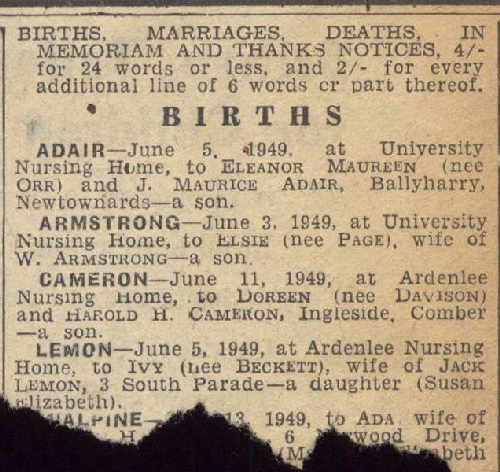 BIRTHS, MARRIAGES, DEATHS, IN
MEMORIAM AND THANKS NOTICES, 4/-
for 24 words or less, and 2/- for every
additional line of 6 words or part thereof.
BIRTHS
ADAIR—June 5, 1949, at University
Nursing Home, to ELEANOR MAUREEN (nee
ORR) and J. MAURICE ADAIR, Ballyharry,
Newtownards—a son.
ARMSTRONG—June 3, 1949, at University
Nursing Home, to ELSIE (nee PAGE), wife of
W. ARMSTRONG—a son.
CAMERON—June 11, 1949, at Ardenlee
Nursing Home, to DOREEN (nee DAVISON)
and HAROLD H. CAMERON, Ingleside, Comber
—a son.
LEMON—June 5, 1949, at Ardenlee Nursing
Home, to IVY (nee BECKETT), wife of JACK
LEMON, 3 South Parade—a daughter (Susan
Elizabeth).
HALPINE— 13, 1949, to ADA, wife of
H 6 wood Drive,